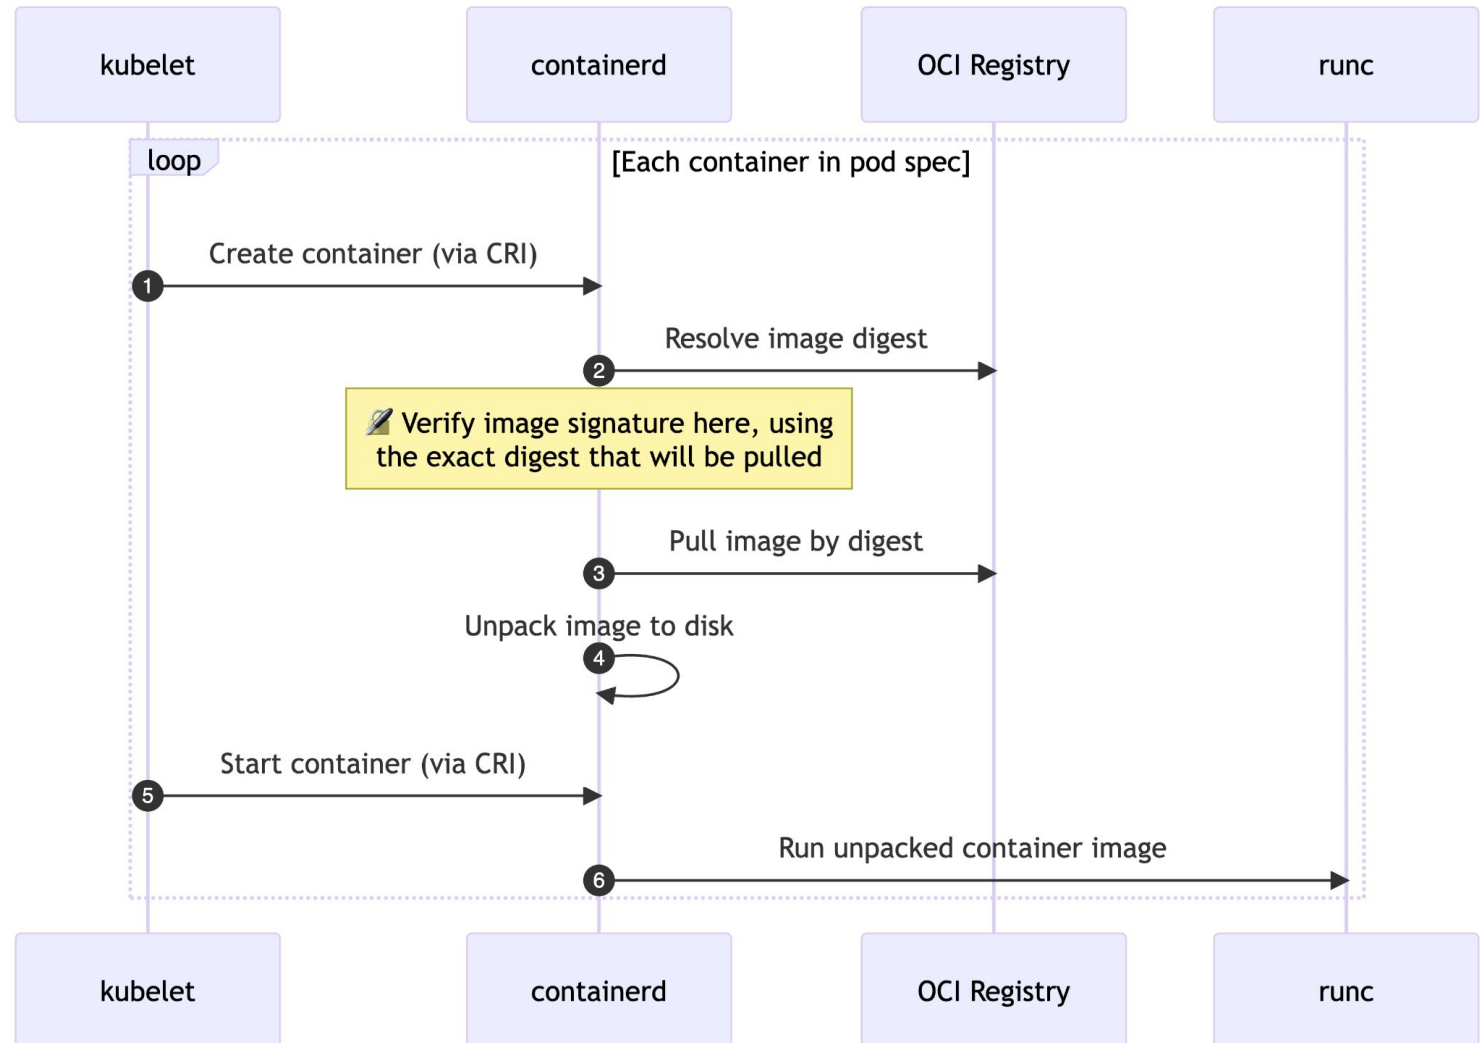 kubelet
containerd
OCI Registry
runc
loop
[Each container in pod spec]
Create container (via CRI)
1
Resolve image digest
2
🖋 Verify image signature here, using
the exact digest that will be pulled
Pull image by digest
3
Unpack image to disk
4
Start container (via CRI)
5
Run unpacked container image
6
kubelet
containerd
OCI Registry
runc